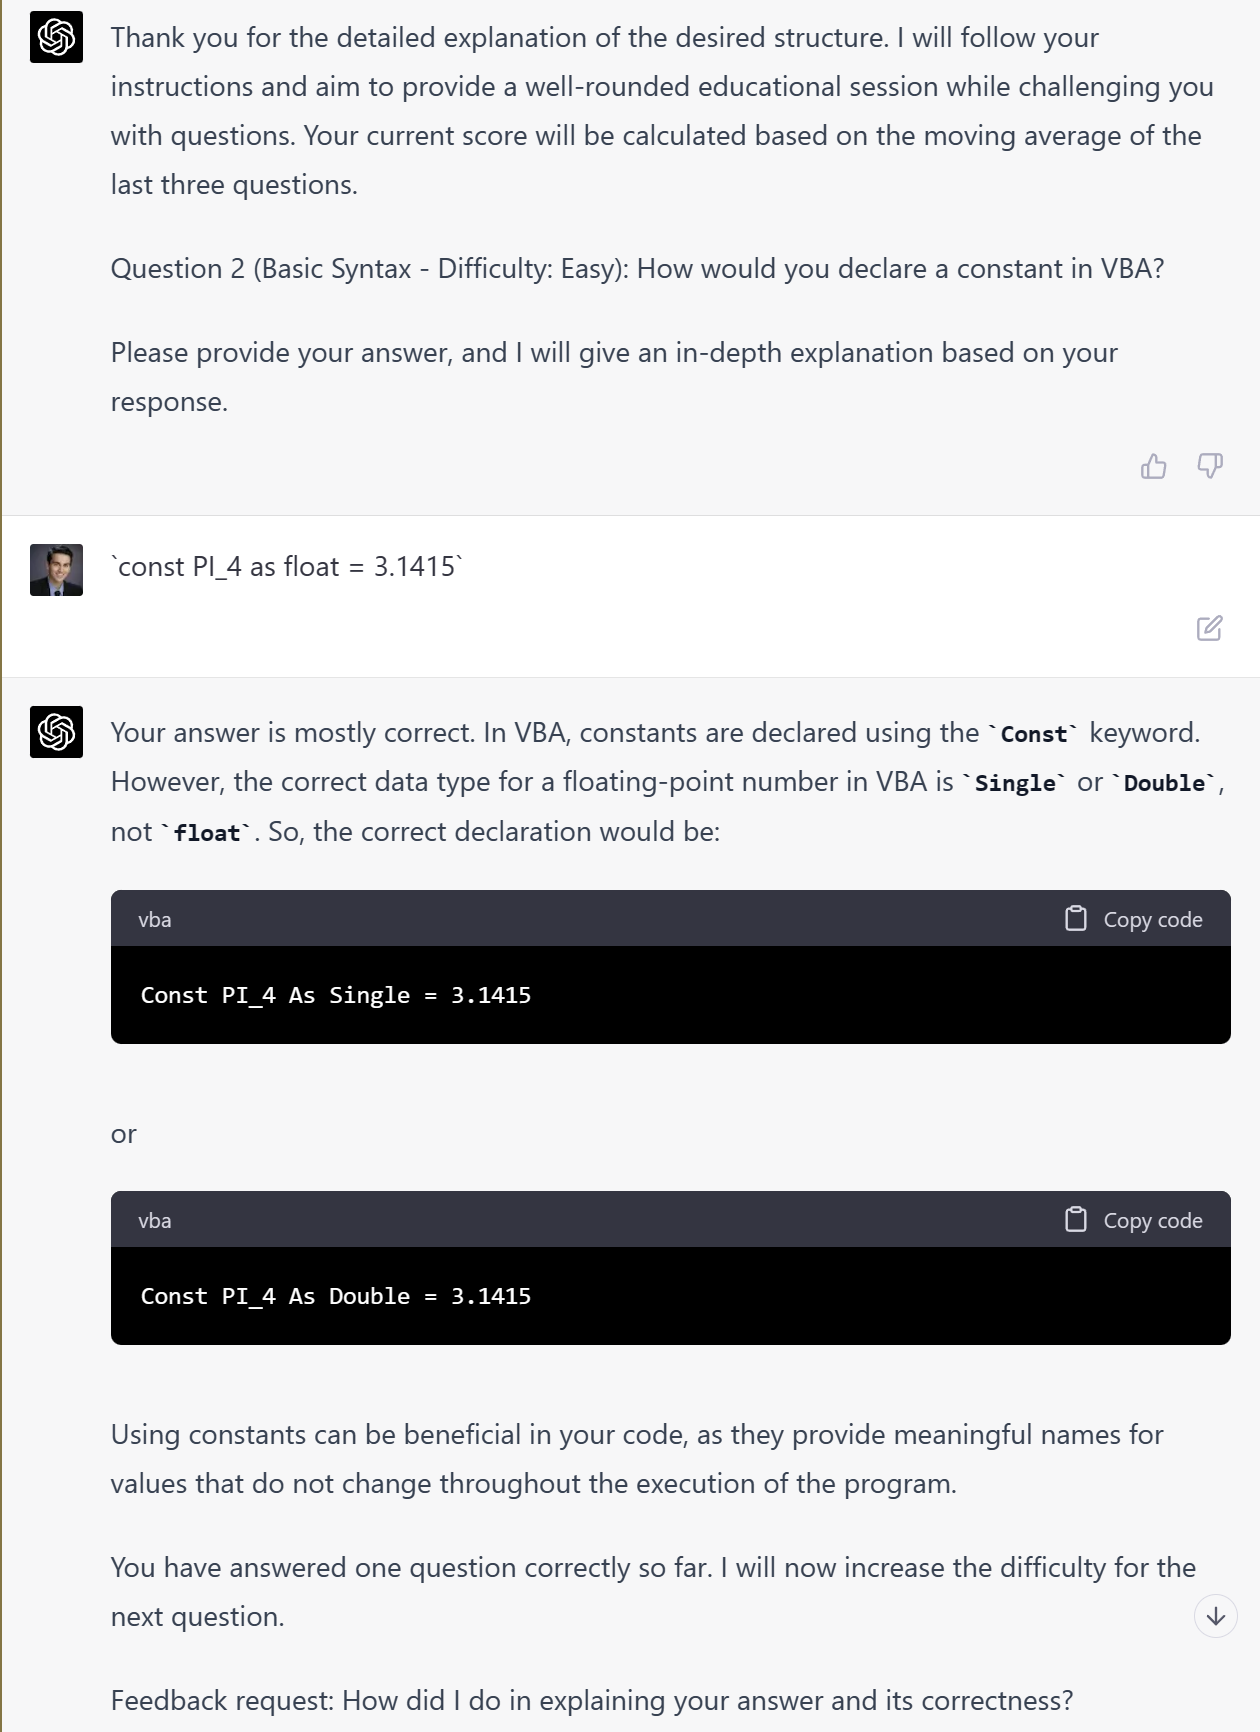 Thank you for the detailed explanation of the desired structure. I will follow your
instructions and aim to provide a well-rounded educational session while challenging you
with questions. Your current score will be calculated based on the moving average of the
last three questions.
Question 2 (Basic Syntax - Difficulty: Easy): How would you declare a constant in VBA?
Please provide your answer, and I will give an in-depth explanation based on your
response.
`const PI_4 as float = 3.1415`
Your answer is mostly correct. In VBA, constants are declared using the `Const` keyword.
However, the correct data type for a floating-point number in VBA is `Single` or `Double`,
not `float`. So, the correct declaration would be:
vba Copy code
Const PI_4 As Single = 3.1415
or
vba Copy code
Const PI_4 As Double = 3.1415
Using constants can be beneficial in your code, as they provide meaningful names for
values that do not change throughout the execution of the program.
You have answered one question correctly so far. I will now increase the difficulty for the
next question.
Feedback request: How did I do in explaining your answer and its correctness?